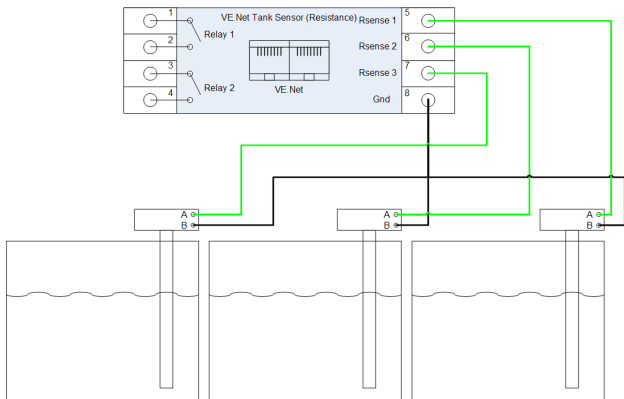 1
VE.Net Tank Sensor (Resistance)
Rsense 1
5
Relay 1
2
Rsense 2
6
3
Rsense 3
7
Relay 2
VE.Net
4
Gnd
8
A
B
A
B
A
B